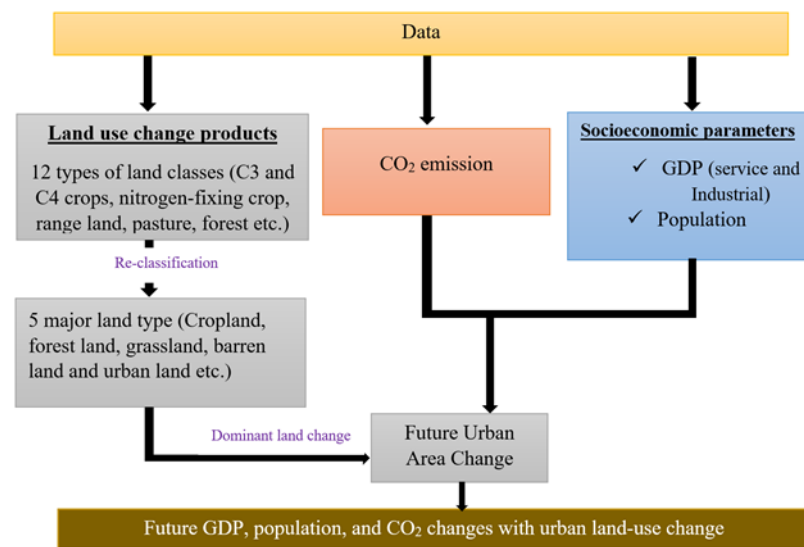 Data
Land use change products
12 types of land classes (C3 and
C4 crops, nitrogen-fixing crop,
range land, pasture, forest etc.)
CO₂ emission
Socioeconomic parameters
✓ GDP (service and
Industrial)
✓ Population
Re-classification
5 major land type (Cropland,
forest land, grassland, barren
land and urban land etc.)
Dominant land change
Future Urban
Area Change
Future GDP, population, and CO₂ changes with urban land-use change